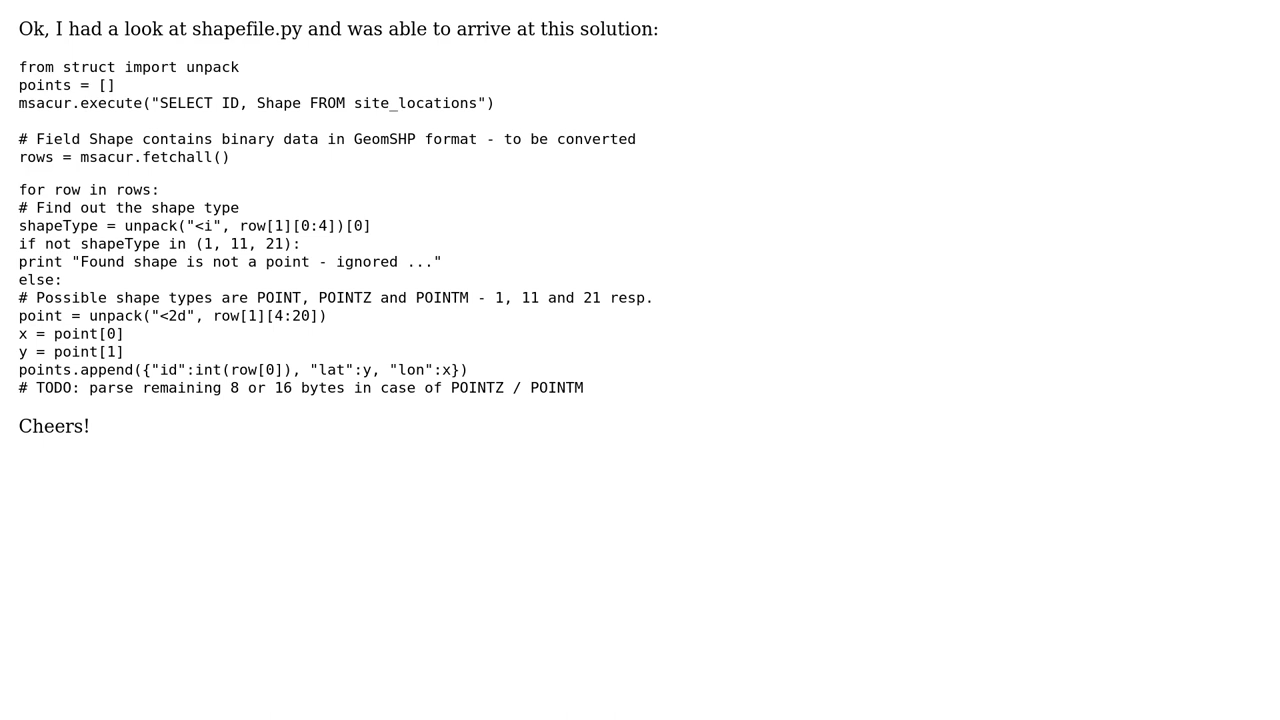 Ok, I had a look at shapefile.py and was able to arrive at this solution:
from struct import unpack
points = []
msacur.execute("SELECT ID, Shape FROM site_locations")
# Field Shape contains binary data in GeomSHP format - to be converted
rows = msacur.fetchall()
for row in rows:
# Find out the shape type
shapeType = unpack("<i", row[1][0:4])[0]
if not shapeType in (1, 11, 21):
print "Found shape is not a point - ignored ..."
else:
# Possible shape types are POINT, POINTZ and POINTM - 1, 11 and 21 resp.
point = unpack("<2d", row[1][4:20])
x = point[0]
y = point[1]
points.append({"id":int(row[0]), "lat":y, "lon":x})
# TODO: parse remaining 8 or 16 bytes in case of POINTZ / POINTM
Cheers!